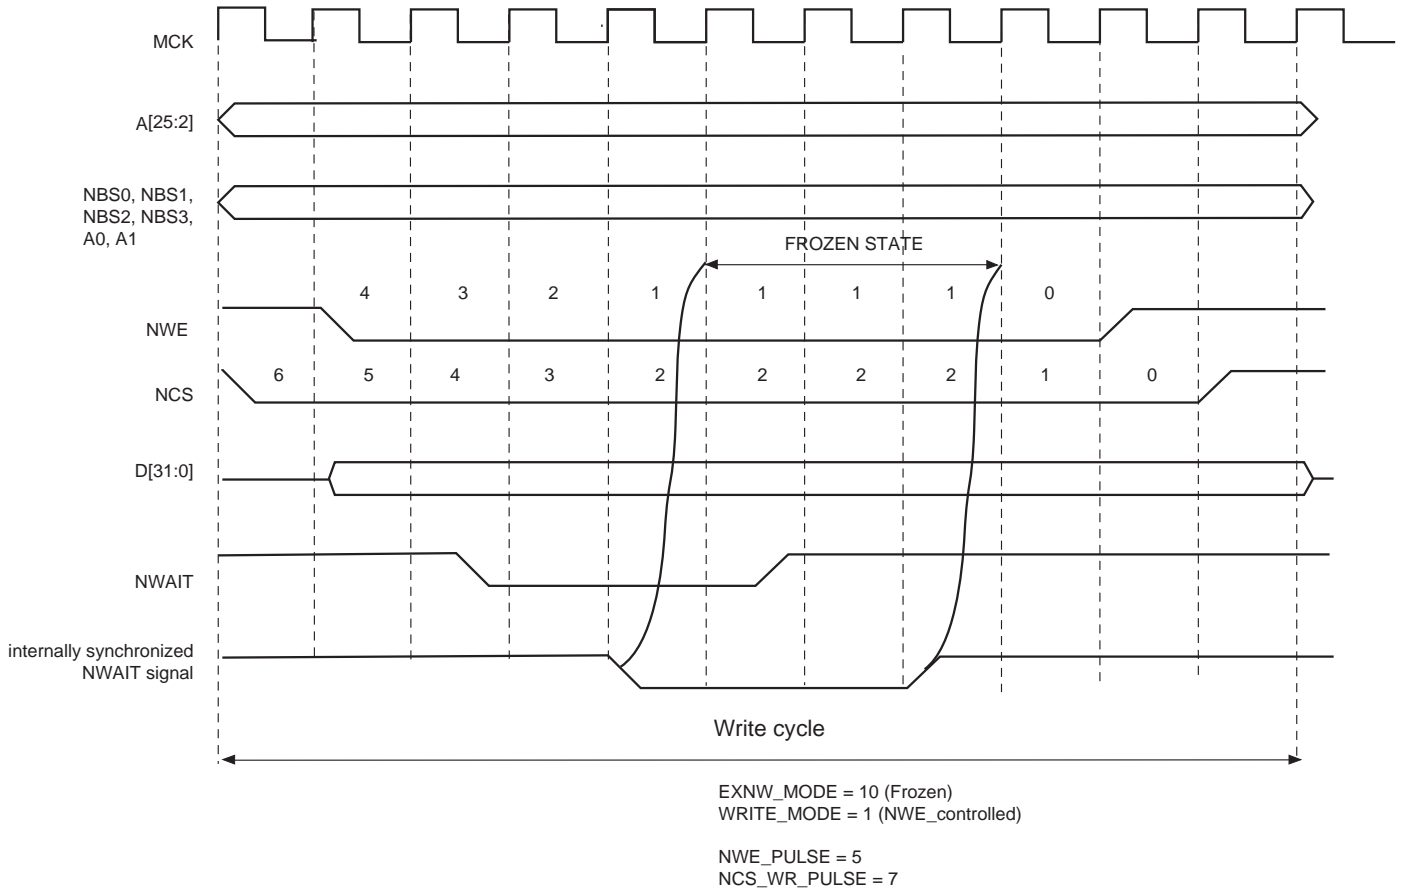 MCK
A[25:2]
NBS0, NBS1,
NBS2, NBS3,
A0, A1
FROZEN STATE
4 3 2 1 1 1 1 0
NWE
6 5 4 3 2 2 2 2 1 0
NCS
D[31:0]
NWAIT
internally synchronized
NWAIT signal
Write cycle
EXNW_MODE = 10 (Frozen)
WRITE_MODE = 1 (NWE_controlled)
NWE_PULSE = 5
NCS_WR_PULSE = 7